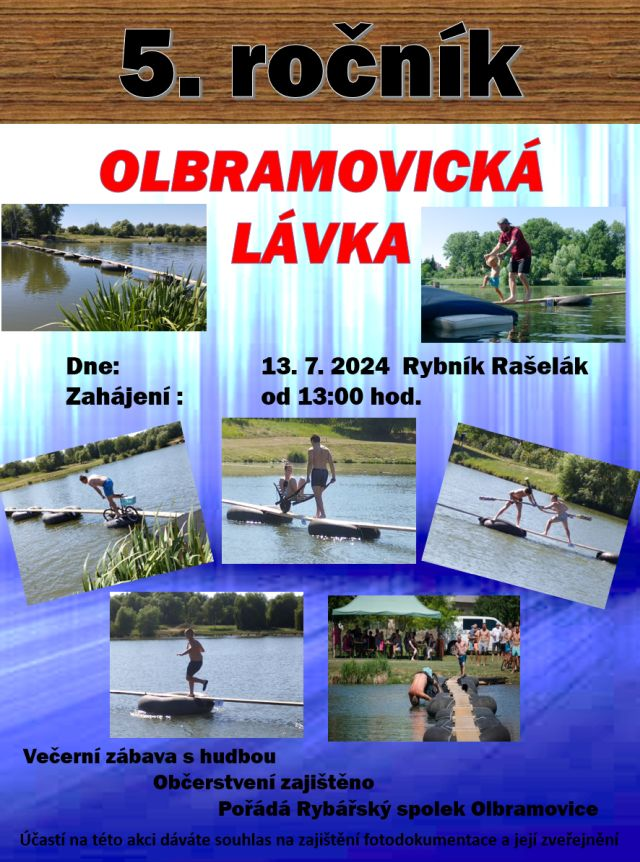 5. ročník
OLBRAMOVICKÁ
LÁVKA
Dne: 13. 7. 2024 Rybník Rašelák
Zahájení : od 13:00 hod.
Večerní zábava s hudbou
Občerstvení zajištěno
Pořádá Rybářský spolek Olbramovice
Účastí na této akci dáváte souhlas na zajištění fotodokumentace a její zveřejnění